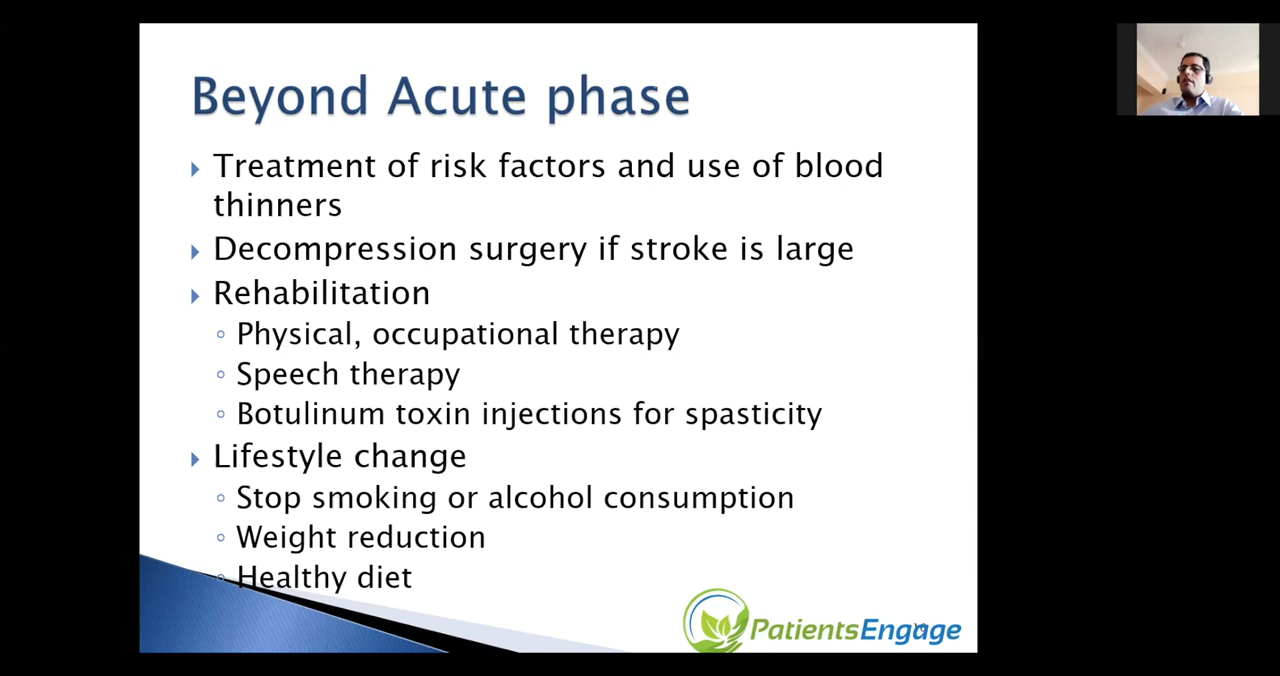 Beyond Acute phase
Treatment of risk factors and use of blood
thinners
Decompression surgery if stroke is large
Rehabilitation
Physical, occupational therapy
Speech therapy
Botulinum toxin injections for spasticity
Lifestyle change
Stop smoking or alcohol consumption
Weight reduction
Healthy diet
PatientsEngage